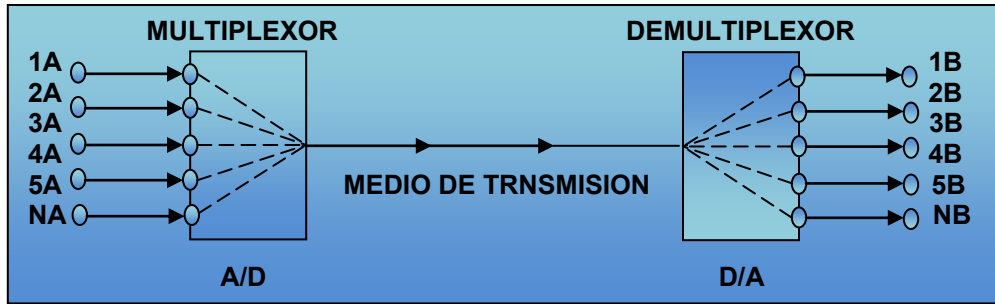 MULTIPLEXOR
DEMULTIPLEXOR
1A
2A
3A
4A
5A
NA
1B
2B
3B
4B
5B
NB
MEDIO DE TRNSMISION
A/D
D/A